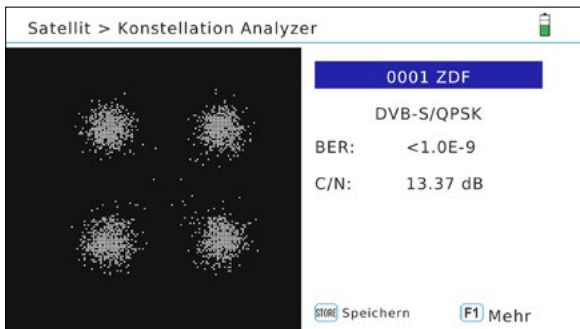 Satellit > Konstellation Analyzer
0001 ZDF
DVB-S/QPSK
BER: <1.0E-9
C/N: 13.37 dB
STORE Speichern F1 Mehr